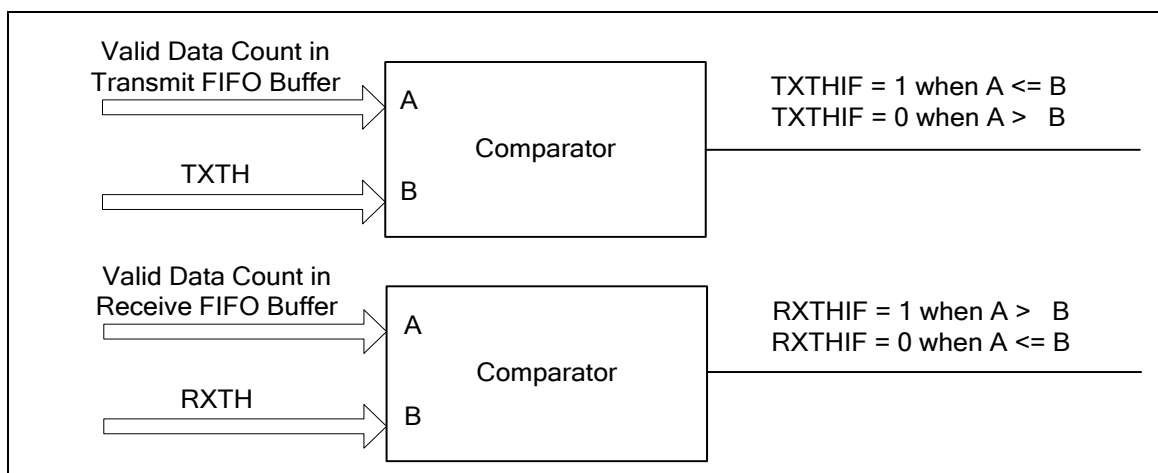 Valid Data Count in
Transmit FIFO Buffer
A
TXTHIF = 1 when A <= B
TXTHIF = 0 when A > B
Comparator
TXTH
B
Valid Data Count in
Receive FIFO Buffer
A
RXTHIF = 1 when A > B
RXTHIF = 0 when A <= B
Comparator
RXTH
B